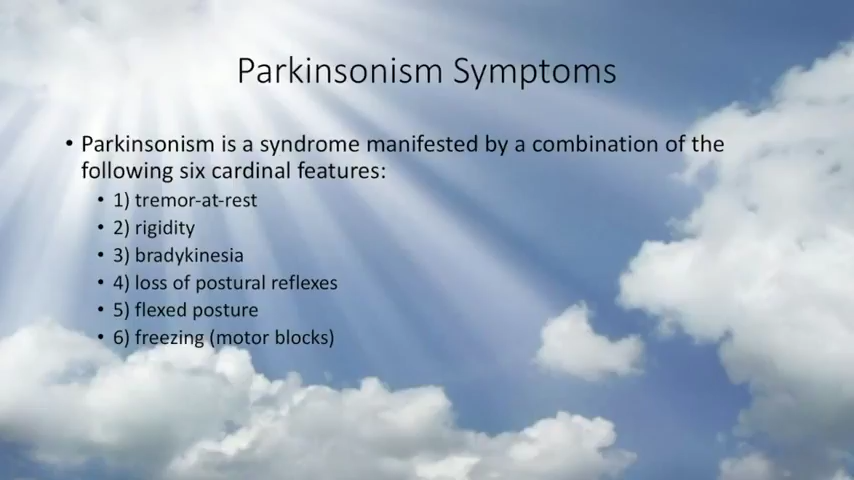 Parkinsonism Symptoms
• Parkinsonism is a syndrome manifested by a combination of the
following six cardinal features:
• 1) tremor-at-rest
• 2) rigidity
• 3) bradykinesia
• 4) loss of postural reflexes
• 5) flexed posture
• 6) freezing (motor blocks)